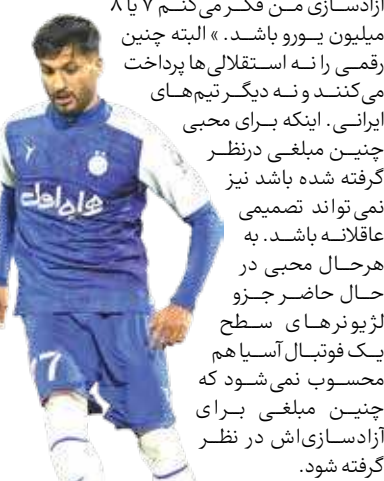 آزادسازی من فکر می‌کنم ۷ یا ۸
میلیون یورو باشد.» البته چنین
رقمی را نه استقلالی‌ها پرداخت
می‌کنند و نه دیگر تیم‌های
ایرانی. اینکه برای محبی
چنین مبلغی درنظر
گرفته شده باشد نیز
نمی‌تواند تصمیمی
عاقلانه باشد. به
هرحال محبی در
حال حاضر جزو
لژیونرهای سطح
یک فوتبال آسیا هم
محسوب نمی‌شود که
چنین مبلغی برای
آزادسازی‌اش در نظر
گرفته شود.
همراه اول
7